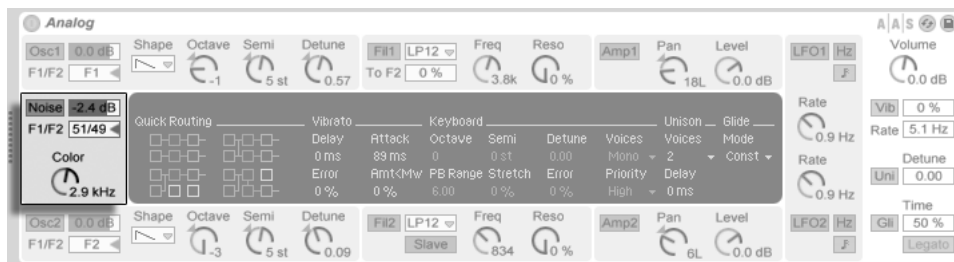 Analog
A|A|S
Osc1 0.0 dB Shape Octave Semi Detune Fil1 LP12 Freq Reso Amp1 Pan Level LFO1 Hz Volume
F1/F2 F1 -1 5 st 0.57 To F2 0 % 3.8k 0 % 18L 0.0 dB 0.0 dB
Noise -2.4 dB
F1/F2 51/49
Color
2.9 kHz
Quick Routing Vibrato Keyboard Unison Glide
Delay Attack Octave Semi Detune Voices Voices Mode
0 ms 89 ms 0 0 st 0.00 Mono 2 Const
Error Amt<Mw PB Range Stretch Error Priority Delay
0 % 0 % 6.00 0 % 0 % High 0 ms
Rate
0.9 Hz
Rate
0.9 Hz
Vib 0 %
Rate 5.1 Hz
Detune
Uni 0.00
Time
Gli 50 %
Legato
Osc2 0.0 dB Shape Octave Semi Detune Fil2 LP12 Freq Reso Amp2 Pan Level LFO2 Hz
F1/F2 F2 -3 5 st 0.09 Slave 834 0 % 6L 0.0 dB